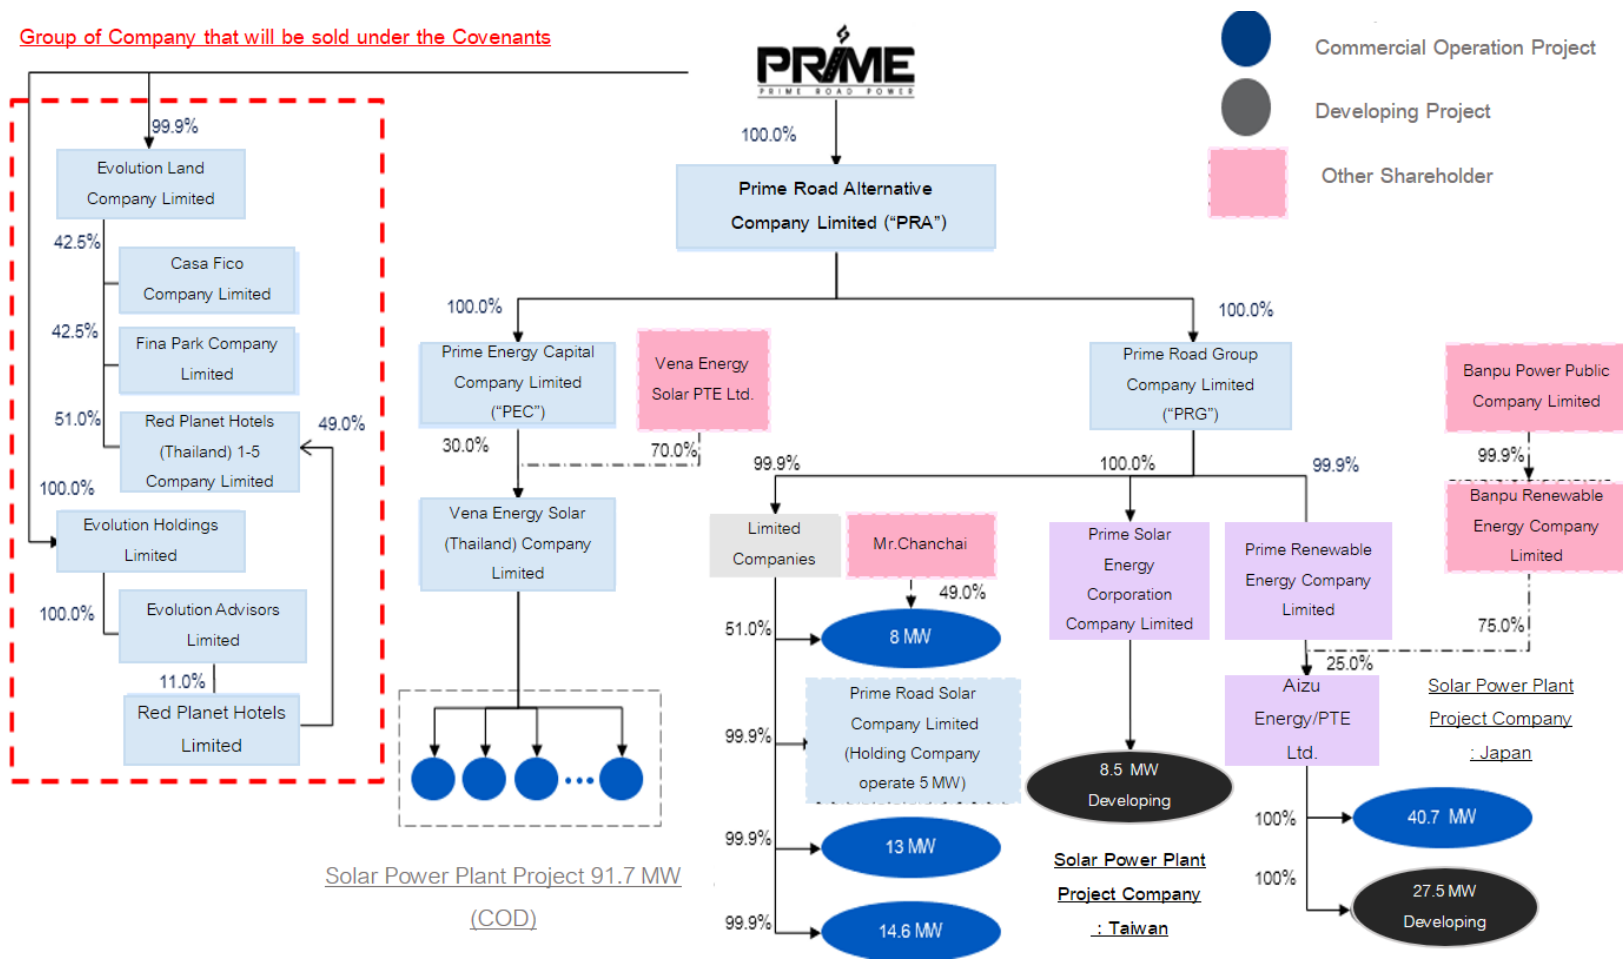 Group of Company that will be sold under the Covenants
PRIME
PRIME ROAD POWER
Commercial Operation Project
Developing Project
Other Shareholder
99.9%
Evolution Land
Company Limited
42.5%
Casa Fico
Company Limited
42.5%
Fina Park Company
Limited
51.0%
Red Planet Hotels
(Thailand) 1-5
Company Limited
49.0%
100.0%
Evolution Holdings
Limited
100.0%
Evolution Advisors
Limited
11.0%
Red Planet Hotels
Limited
100.0%
Prime Road Alternative
Company Limited (“PRA”)
100.0%
100.0%
Prime Energy Capital
Company Limited
(“PEC”)
Vena Energy
Solar PTE Ltd.
30.0%
70.0%
Vena Energy Solar
(Thailand) Company
Limited
Solar Power Plant Project 91.7 MW
(COD)
Prime Road Group
Company Limited
(“PRG”)
99.9%
100.0%
99.9%
Limited
Companies
Mr.Chanchai
49.0%
51.0%
8 MW
99.9%
Prime Road Solar
Company Limited
(Holding Company
operate 5 MW)
99.9%
13 MW
99.9%
14.6 MW
Prime Solar
Energy
Corporation
Company Limited
8.5 MW
Developing
Solar Power Plant
Project Company
: Taiwan
Prime Renewable
Energy Company
Limited
Banpu Power Public
Company Limited
99.9%
Banpu Renewable
Energy Company
Limited
75.0%
25.0%
Aizu
Energy/PTE
Ltd.
Solar Power Plant
Project Company
: Japan
100%
40.7 MW
100%
27.5 MW
Developing